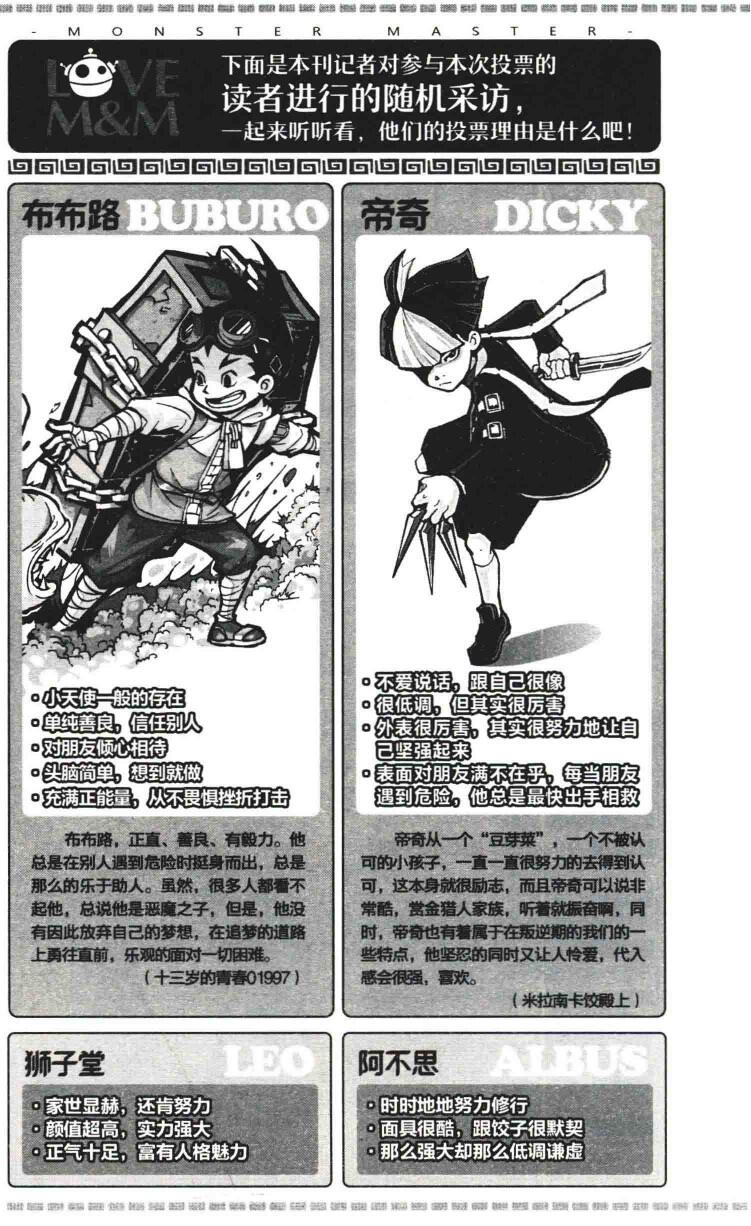 - MONSTER MASTER -
LOVE
M&M
下面是本刊记者对参与本次投票的
读者进行的随机采访，
一起来听听看，他们的投票理由是什么吧！
布布路 BUBURO
·小天使一般的存在
·单纯善良，信任别人
·对朋友倾心相待
·头脑简单，想到就做
·充满正能量，从不畏惧挫折打击
布布路，正直、善良、有毅力。他
总是在别人遇到危险时挺身而出，总是
那么的乐于助人。虽然，很多人都看不
起他，总说他是恶魔之子，但是，他没
有因此放弃自己的梦想，在追梦的道路
上勇往直前，乐观的面对一切困难。
（十三岁的青春01997）
帝奇 DICKY
·不爱说话，跟自己很像
·很低调，但其实很厉害
·外表很厉害，其实很努力地让自
己坚强起来
·表面对朋友满不在乎，每当朋友
遇到危险，他总是最快出手相救
帝奇从一个“豆芽菜”，一个不被认
可的小孩子，一直一直很努力的去得到认
可，这本身就很励志，而且帝奇可以说非
常酷，赏金猎人家族，听着就振奋啊，同
时，帝奇也有着属于在叛逆期的我们的一
些特点，他坚忍的同时又让人怜爱，代入
感会很强，喜欢。
（米拉南卡饺殿上）
狮子堂 LEO
·家世显赫，还肯努力
·颜值超高，实力强大
·正气十足，富有人格魅力
阿不思 ALBUS
·时时地地努力修行
·面具很酷，跟饺子很默契
·那么强大却那么低调谦虚